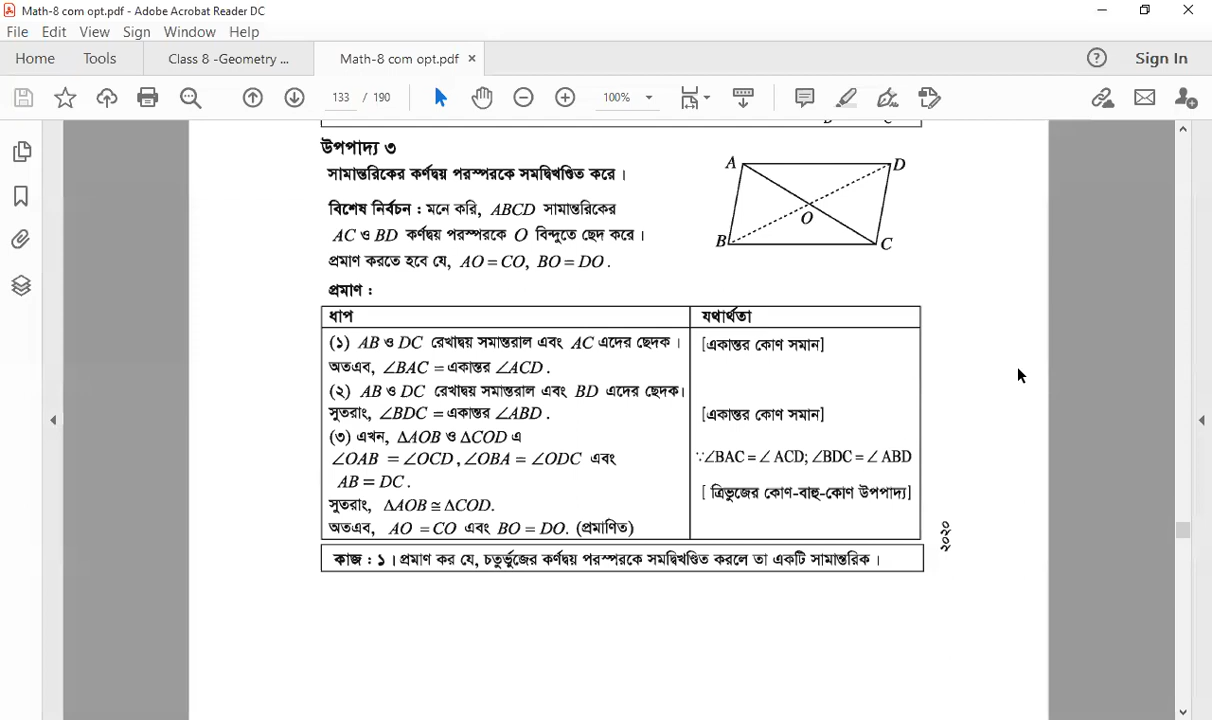 Math-8 com opt.pdf - Adobe Acrobat Reader DC
File Edit View Window Sign Help
Home Tools Class 8 -Geometry ... Math-8 com opt.pdf × Sign In
133 / 190 100%
উপপাদ্য ৩
সামান্তরিকের কর্ণদ্বয় পরস্পরকে সমদ্বিখণ্ডিত করে।
বিশেষ নির্বচন : মনে করি, ABCD সামান্তরিকের
AC ও BD কর্ণদ্বয় পরস্পরকে O বিন্দুতে ছেদ করে।
প্রমাণ করতে হবে যে, AO = CO, BO = DO.
A D
O
B C
প্রমাণ :
ধাপ যথার্থতা
(১) AB ও DC রেখাদ্বয় সমান্তরাল এবং AC এদের ছেদক। [একান্তর কোণ সমান]
অতএব, ∠BAC = একান্তর ∠ACD.
(২) AB ও DC রেখাদ্বয় সমান্তরাল এবং BD এদের ছেদক।
সুতরাং, ∠BDC = একান্তর ∠ABD. [একান্তর কোণ সমান]
(৩) এখন, ΔAOB ও ΔCOD এ
∠OAB = ∠OCD, ∠OBA = ∠ODC এবং ∵∠BAC = ∠ ACD; ∠BDC = ∠ ABD
AB = DC.
[ ত্রিভুজের কোণ-বাহু-কোণ উপপাদ্য]
সুতরাং, ΔAOB ≅ ΔCOD.
অতএব, AO = CO এবং BO = DO. (প্রমাণিত)
২০২০
কাজ : ১। প্রমাণ কর যে, চতুর্ভুজের কর্ণদ্বয় পরস্পরকে সমদ্বিখণ্ডিত করলে তা একটি সামান্তরিক।